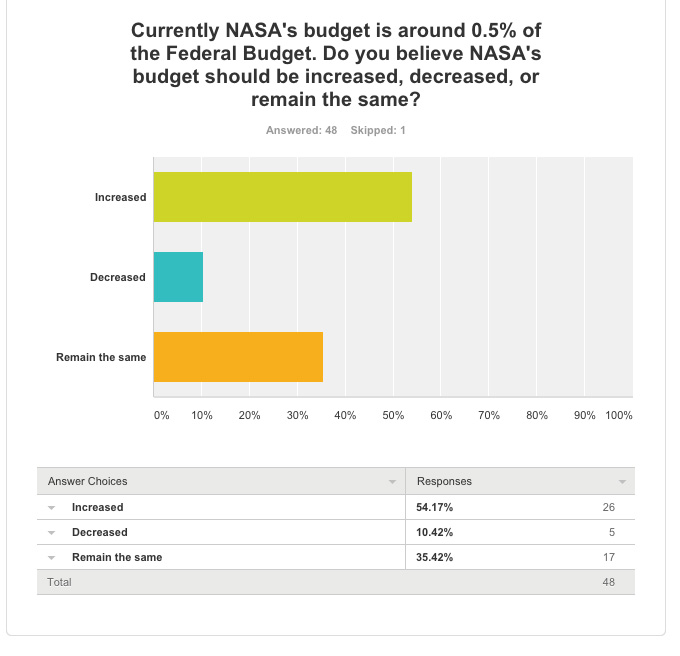 Currently NASA's budget is around 0.5% of
the Federal Budget. Do you believe NASA's
budget should be increased, decreased, or
remain the same?
Answered: 48 Skipped: 1
Increased
Decreased
Remain the same
0% 10% 20% 30% 40% 50% 60% 70% 80% 90% 100%
Answer Choices Responses
Increased 54.17% 26
Decreased 10.42% 5
Remain the same 35.42% 17
Total 48